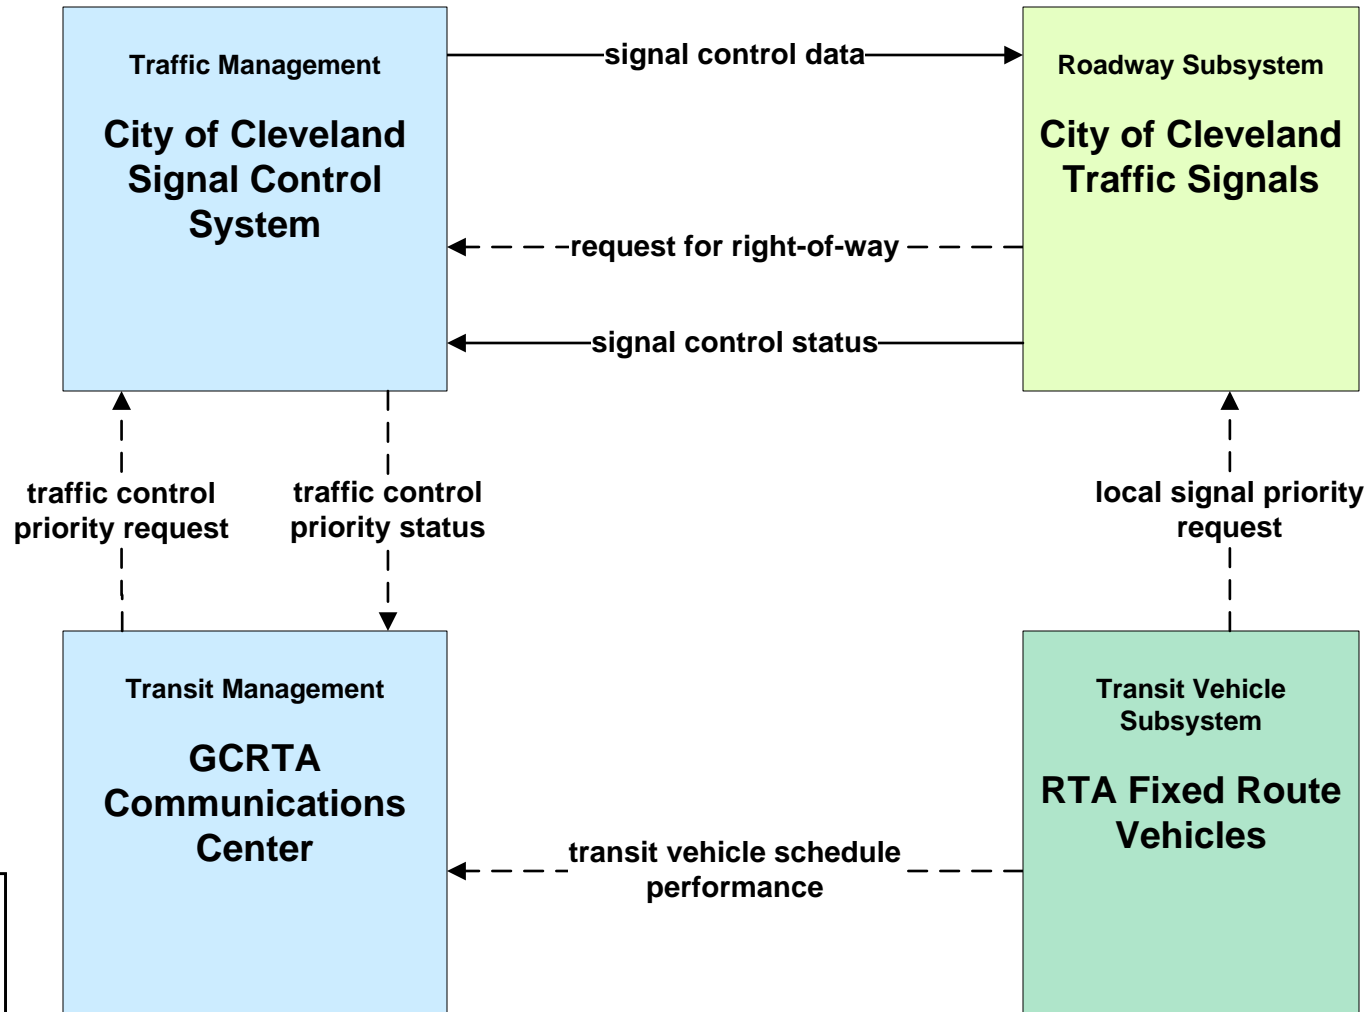 Traffic Management
City of Cleveland
Signal Control
System
signal control data
Roadway Subsystem
City of Cleveland
Traffic Signals
request for right-of-way
signal control status
traffic control
priority request
traffic control
priority status
local signal priority
request
Transit Management
GCRTA
Communications
Center
transit vehicle schedule
performance
Transit Vehicle
Subsystem
RTA Fixed Route
Vehicles